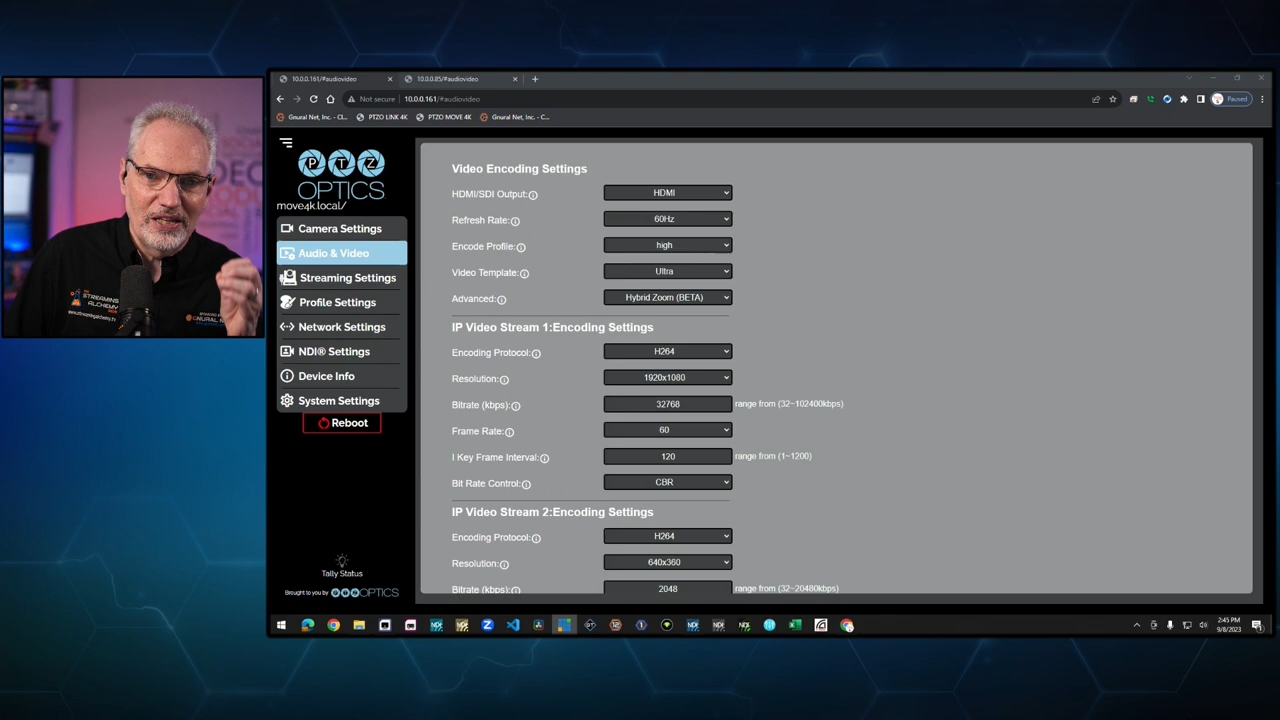 10.0.0.161/#audiovideo
10.0.0.85/#audiovideo
Not secure
10.0.0.161/#audiovideo
Paused
Gnural Net, Inc. - Cl...
PTZO LINK 4K
PTZO MOVE 4K
Gnural Net, Inc. - C...
PTZ
OPTICS
move4k.local/
Camera Settings
Audio & Video
Streaming Settings
Profile Settings
Network Settings
NDI® Settings
Device Info
System Settings
Reboot
Tally Status
Brought to you by PTZOPTICS
Video Encoding Settings
HDMI/SDI Output: HDMI
Refresh Rate: 60Hz
Encode Profile: high
Video Template: Ultra
Advanced: Hybrid Zoom (BETA)
IP Video Stream 1:Encoding Settings
Encoding Protocol: H264
Resolution: 1920x1080
Bitrate (kbps): 32768 range from (32~102400kbps)
Frame Rate: 60
I Key Frame Interval: 120 range from (1~1200)
Bit Rate Control: CBR
IP Video Stream 2:Encoding Settings
Encoding Protocol: H264
Resolution: 640x360
Bitrate (kbps): 2048 range from (32~20480kbps)
2:45 PM
9/8/2023
STREAMING
ALCHEMY